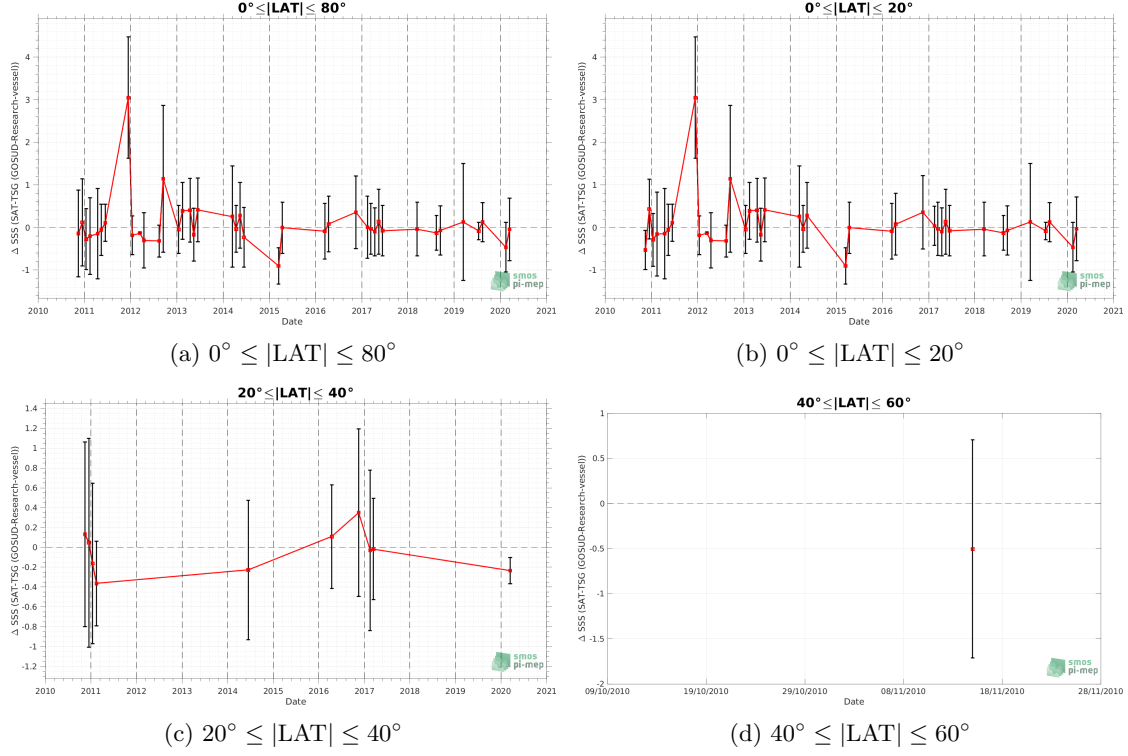 0°≤|LAT|≤ 80°
Δ SSS (SAT-TSG (GOSUD-Research-vessel))
4
3
2
1
0
-1
2010 2011 2012 2013 2014 2015 2016 2017 2018 2019 2020 2021
Date
smos
pi-mep
(a) 0° ≤ |LAT| ≤ 80°
0°≤|LAT|≤ 20°
Δ SSS (SAT-TSG (GOSUD-Research-vessel))
4
3
2
1
0
-1
2010 2011 2012 2013 2014 2015 2016 2017 2018 2019 2020 2021
Date
smos
pi-mep
(b) 0° ≤ |LAT| ≤ 20°
20°≤|LAT|≤ 40°
Δ SSS (SAT-TSG (GOSUD-Research-vessel))
1.4
1.2
1
0.8
0.6
0.4
0.2
0
-0.2
-0.4
-0.6
-0.8
-1
-1.2
2010 2011 2012 2013 2014 2015 2016 2017 2018 2019 2020 2021
Date
smos
pi-mep
(c) 20° ≤ |LAT| ≤ 40°
40°≤|LAT|≤ 60°
Δ SSS (SAT-TSG (GOSUD-Research-vessel))
1
0.5
0
-0.5
-1
-1.5
-2
09/10/2010 19/10/2010 29/10/2010 08/11/2010 18/11/2010 28/11/2010
Date
smos
pi-mep
(d) 40° ≤ |LAT| ≤ 60°